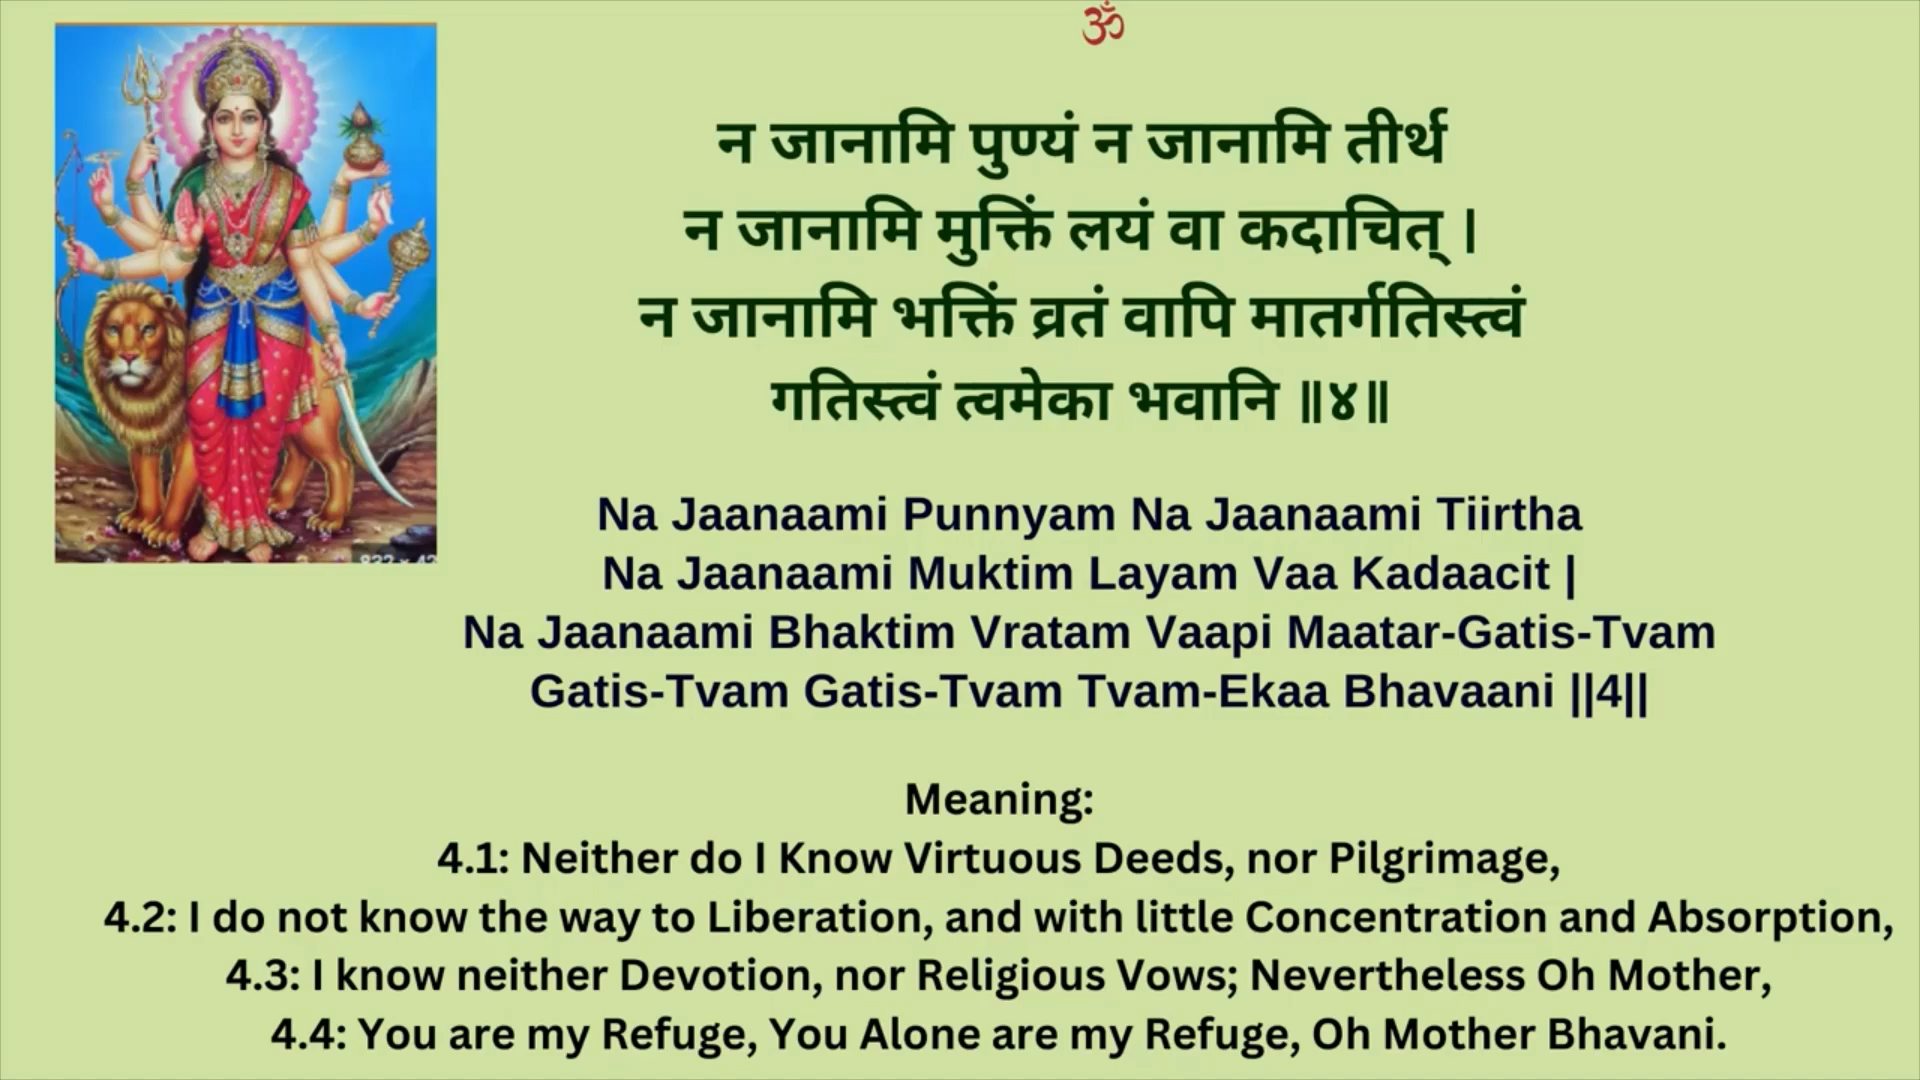 ॐ
न जानामि पुण्यं न जानामि तीर्थ
न जानामि मुक्तिं लयं वा कदाचित् |
न जानामि भक्तिं व्रतं वापि मातर्गतिस्त्वं
गतिस्त्वं त्वमेका भवानि ॥४॥
Na Jaanaami Punnyam Na Jaanaami Tiirtha
Na Jaanaami Muktim Layam Vaa Kadaacit |
Na Jaanaami Bhaktim Vratam Vaapi Maatar-Gatis-Tvam
Gatis-Tvam Gatis-Tvam Tvam-Ekaa Bhavaani ||4||
Meaning:
4.1: Neither do I Know Virtuous Deeds, nor Pilgrimage,
4.2: I do not know the way to Liberation, and with little Concentration and Absorption,
4.3: I know neither Devotion, nor Religious Vows; Nevertheless Oh Mother,
4.4: You are my Refuge, You Alone are my Refuge, Oh Mother Bhavani.